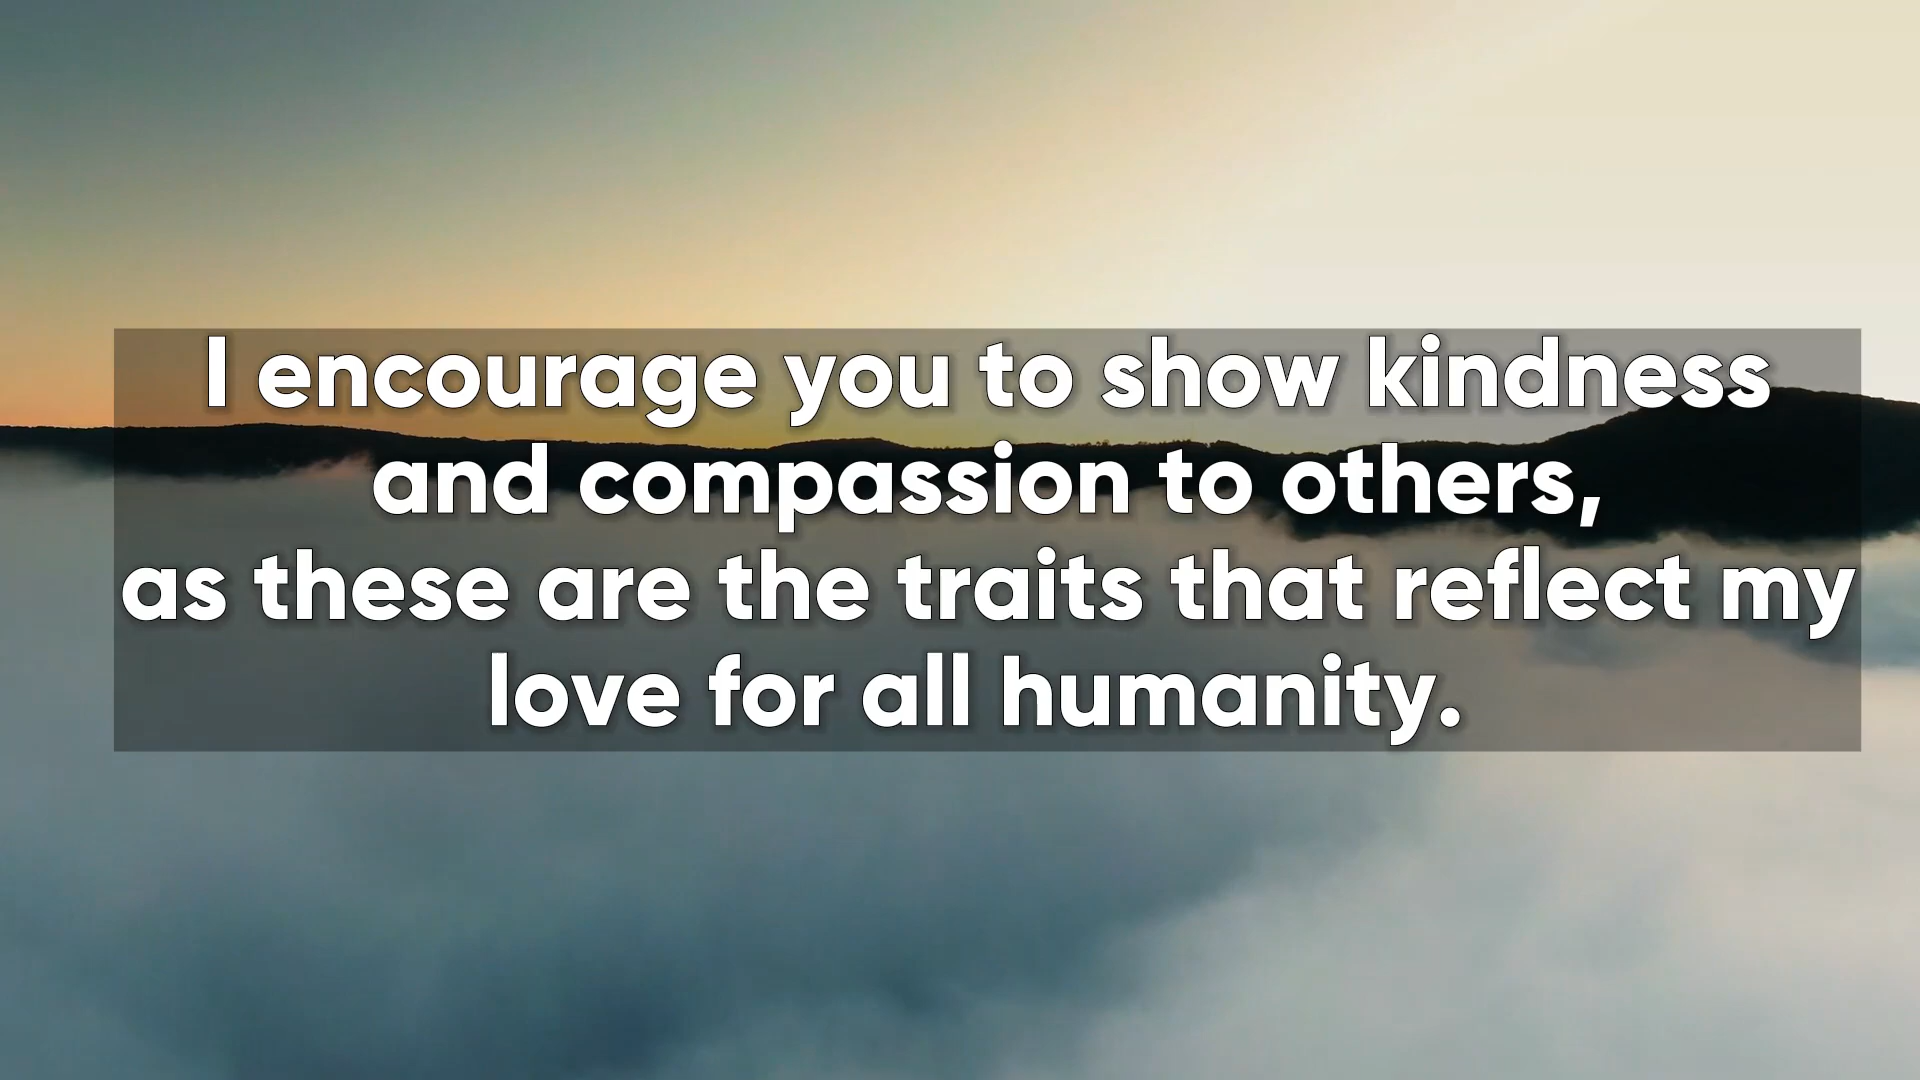 I encourage you to show kindness
and compassion to others,
as these are the traits that reflect my
love for all humanity.